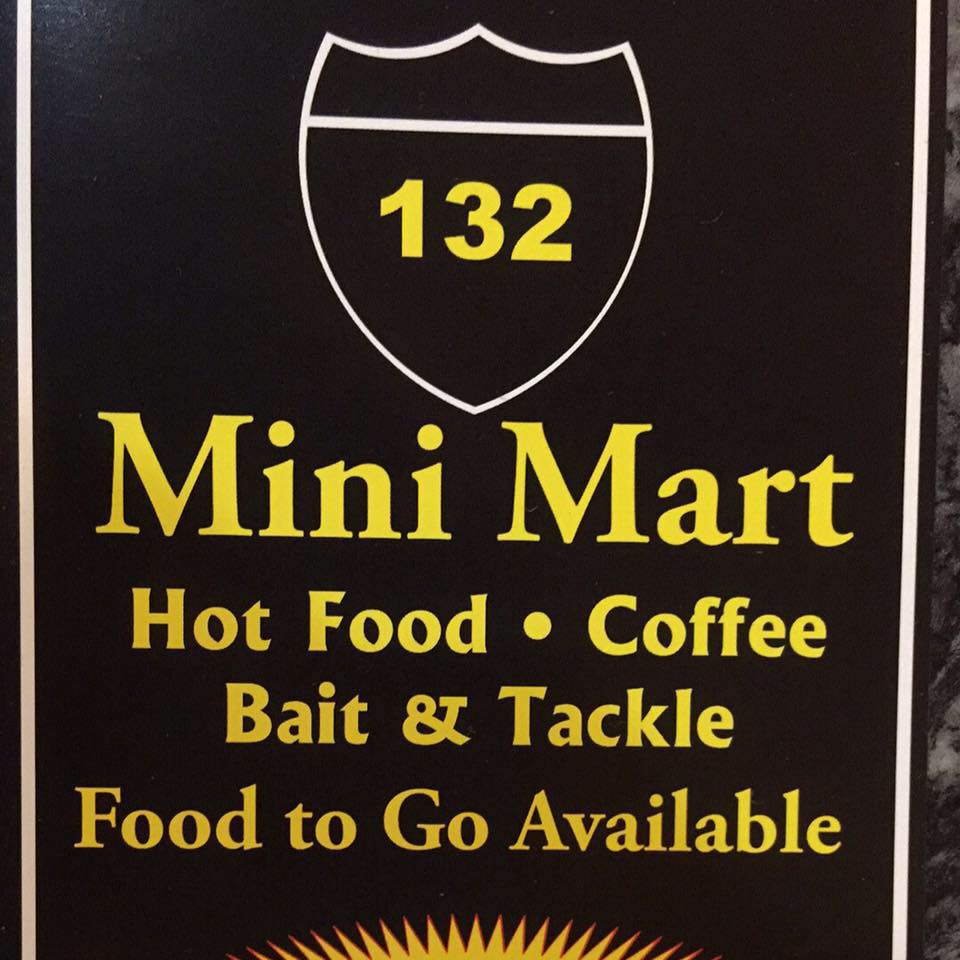 132
Mini Mart
Hot Food • Coffee
Bait & Tackle
Food to Go Available